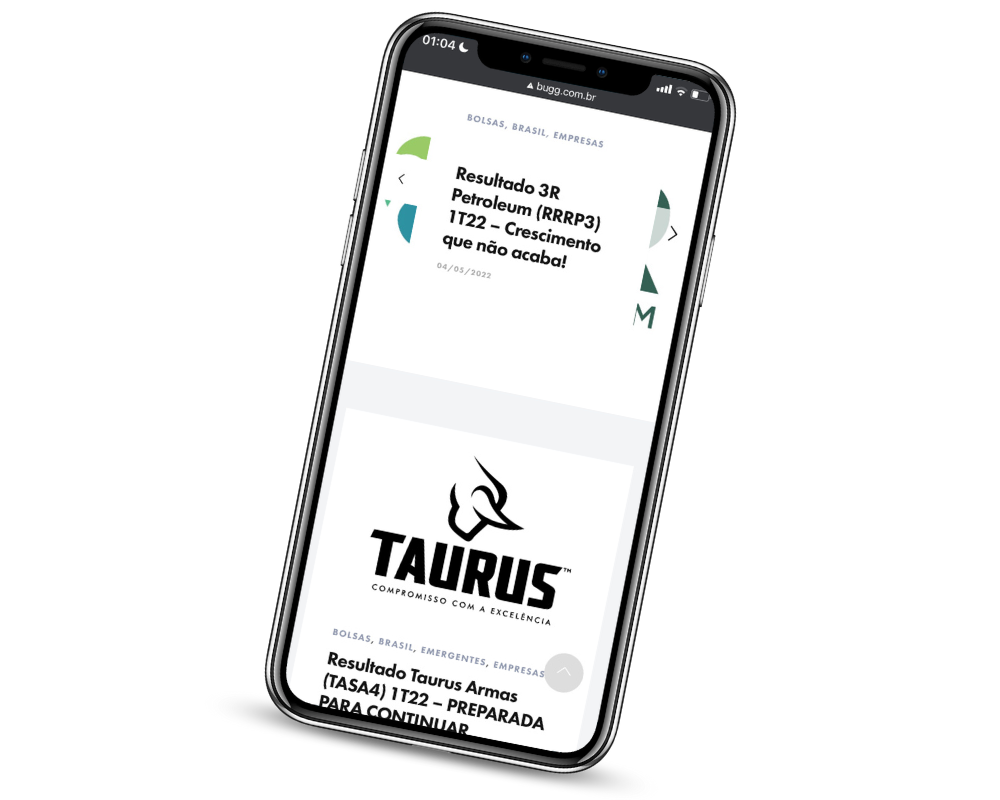 01:04
bugg.com.br
BOLSAS, BRASIL, EMPRESAS
Resultado 3R
Petroleum (RRRP3)
1T22 – Crescimento
que não acaba!
04/05/2022
M
TAURUS™
COMPROMISSO COM A EXCELÊNCIA
BOLSAS, BRASIL, EMERGENTES, EMPRESAS
Resultado Taurus Armas
(TASA4) 1T22 – PREPARADA
PARA CONTINUAR